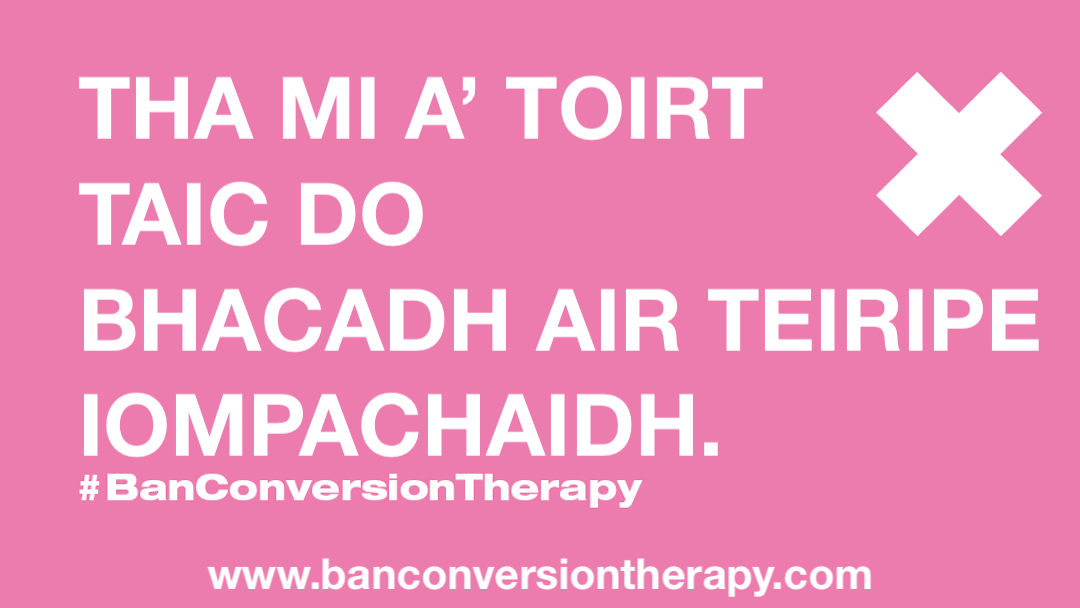 THA MI A’ TOIRT
TAIC DO
BHACADH AIR TEIRIPE
IOMPACHAIDH.
#BanConversionTherapy
www.banconversiontherapy.com